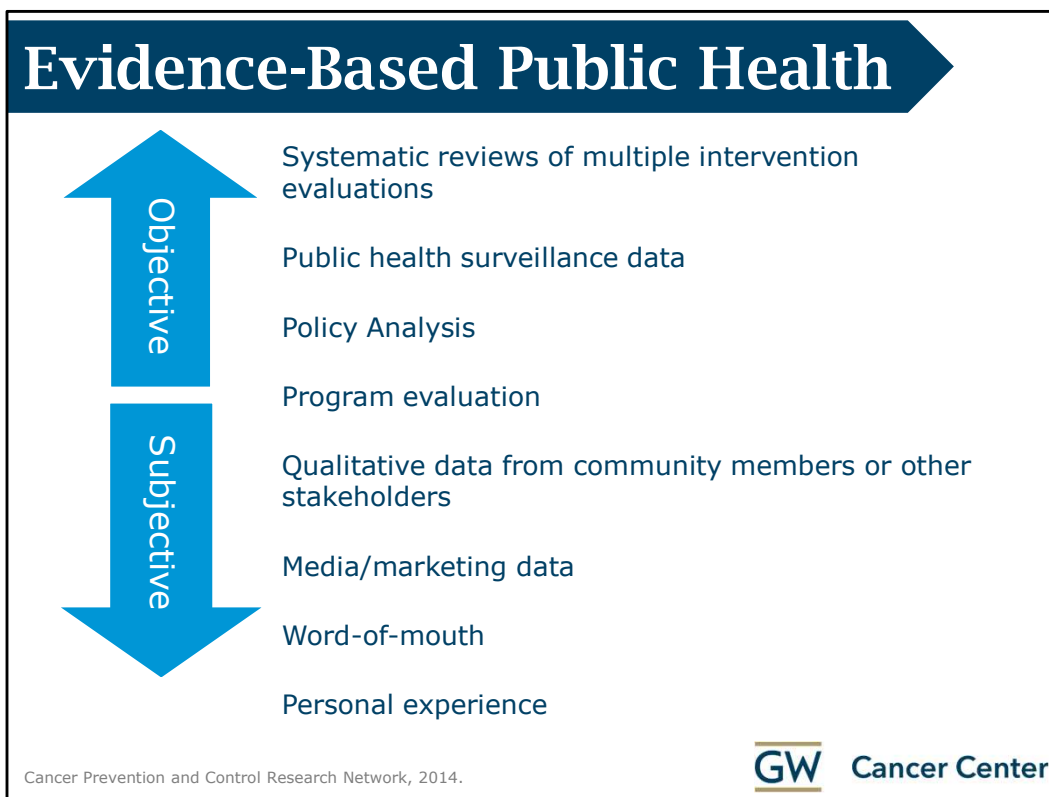 Evidence-Based Public Health
Objective
Subjective
Systematic reviews of multiple intervention
evaluations
Public health surveillance data
Policy Analysis
Program evaluation
Qualitative data from community members or other
stakeholders
Media/marketing data
Word-of-mouth
Personal experience
Cancer Prevention and Control Research Network, 2014.
GW Cancer Center